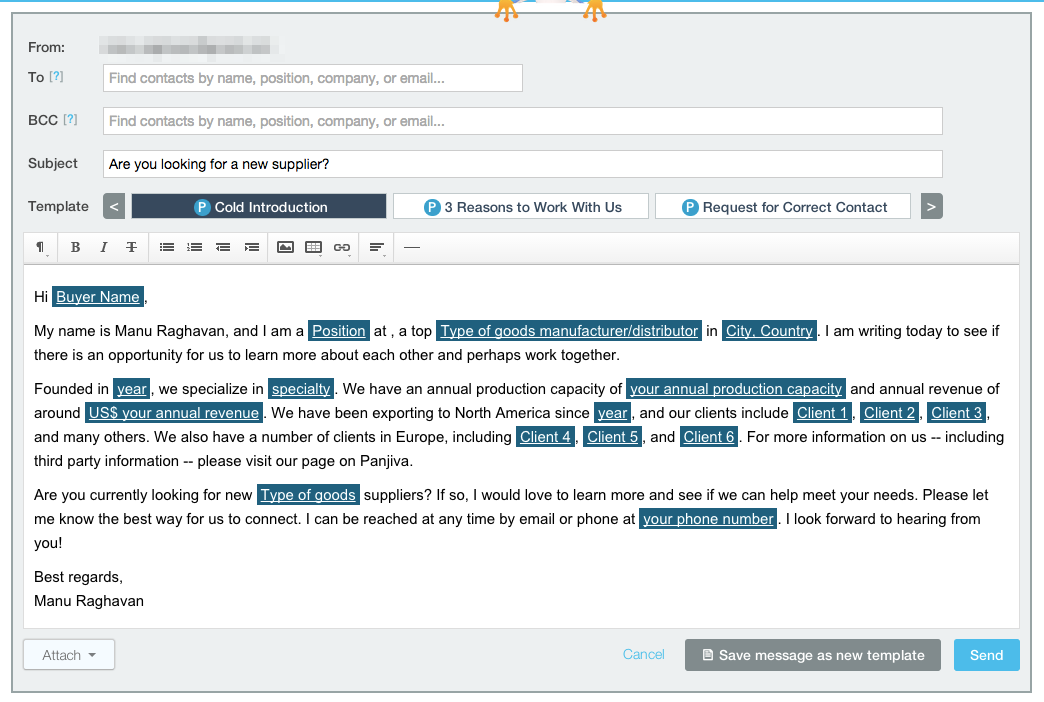 From:
To [?] Find contacts by name, position, company, or email...
BCC [?] Find contacts by name, position, company, or email...
Subject Are you looking for a new supplier?
Template < P Cold Introduction P 3 Reasons to Work With Us P Request for Correct Contact >
¶ B I T
Hi Buyer Name,
My name is Manu Raghavan, and I am a Position at , a top Type of goods manufacturer/distributor in City, Country. I am writing today to see if
there is an opportunity for us to learn more about each other and perhaps work together.
Founded in year, we specialize in specialty. We have an annual production capacity of your annual production capacity and annual revenue of
around US$ your annual revenue. We have been exporting to North America since year, and our clients include Client 1, Client 2, Client 3,
and many others. We also have a number of clients in Europe, including Client 4, Client 5, and Client 6. For more information on us -- including
third party information -- please visit our page on Panjiva.
Are you currently looking for new Type of goods suppliers? If so, I would love to learn more and see if we can help meet your needs. Please let
me know the best way for us to connect. I can be reached at any time by email or phone at your phone number. I look forward to hearing from
you!
Best regards,
Manu Raghavan
Attach Cancel Save message as new template Send